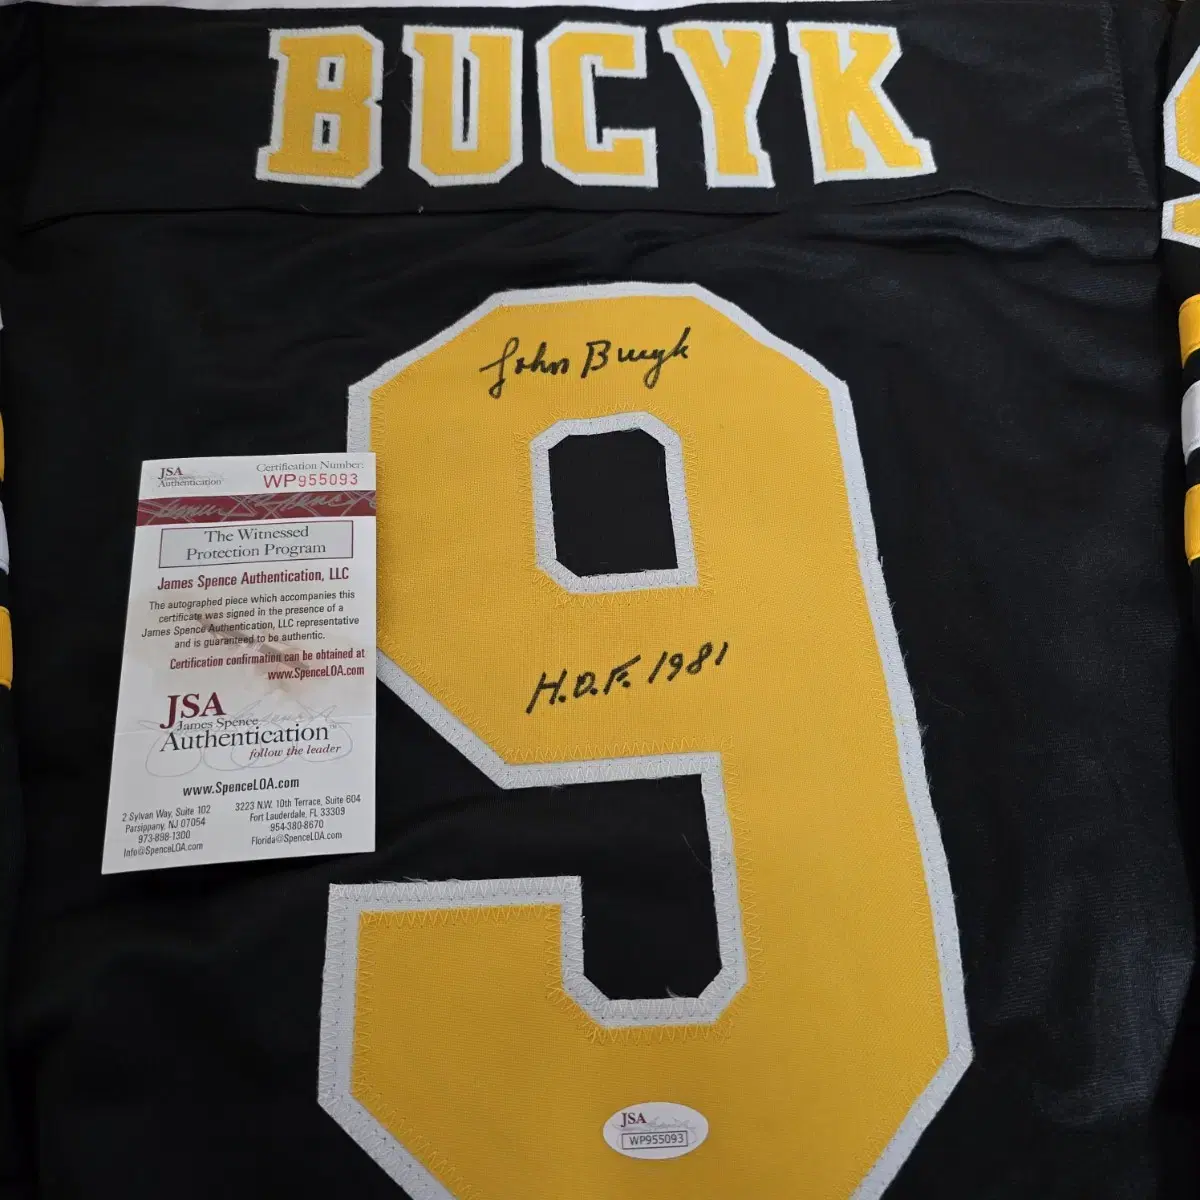 BUCYK
John Bucyk
JSA
Authentication
Certification Number:
WP955093
The Witnessed
Protection Program
James Spence Authentication, LLC
The autographed piece which accompanies this
certificate was signed in the presence of a
James Spence Authentication, LLC representative
and is guaranteed to be authentic.
Certification confirmation can be obtained at
www.SpenceLOA.com
JSA
James Spence
Authentication™
follow the leader
www.SpenceLOA.com
2 Sylvan Way, Suite 102
Parsippany, NJ 07054
973-898-1300
Info@SpenceLOA.com
3223 N.W. 10th Terrace, Suite 604
Fort Lauderdale, FL 33309
954-380-8670
Florida@SpenceLOA.com
9
H.O.F. 1981
JSA
WP955093